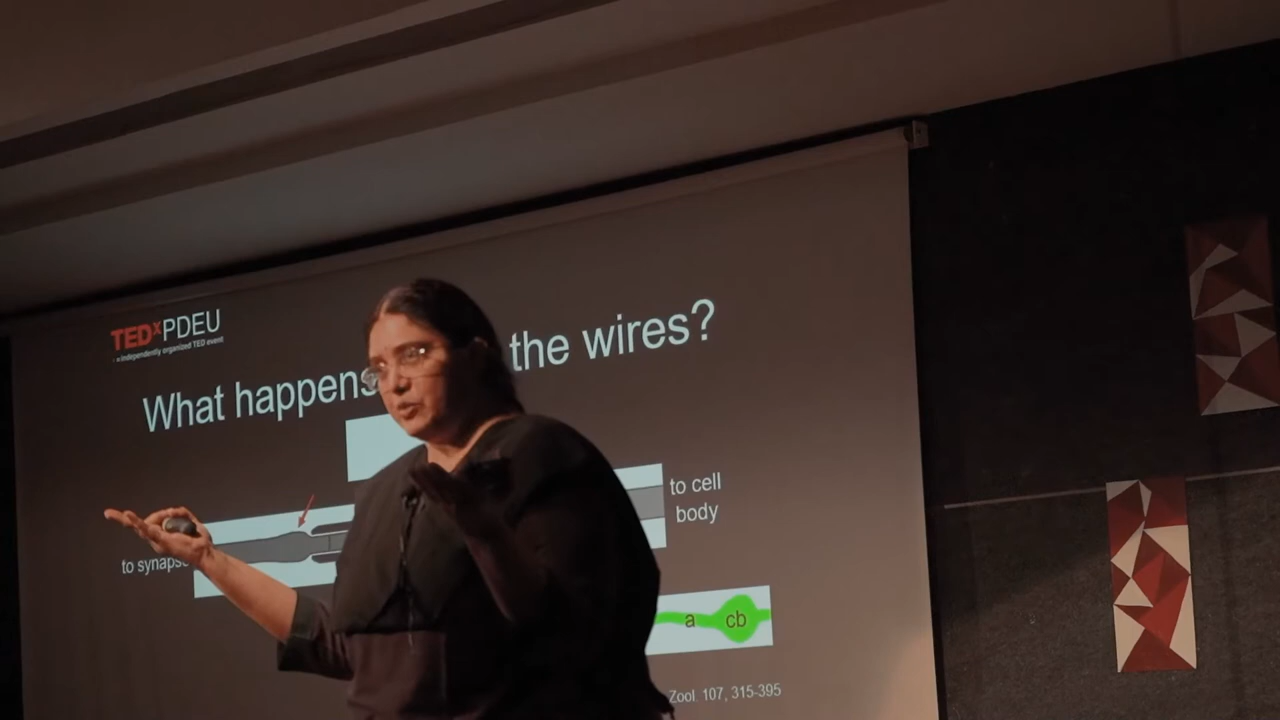 TEDxPDEU
x independently organized TED event
What happens the wires?
to cell
body
to synapse
a cb
Zool. 107, 315-395